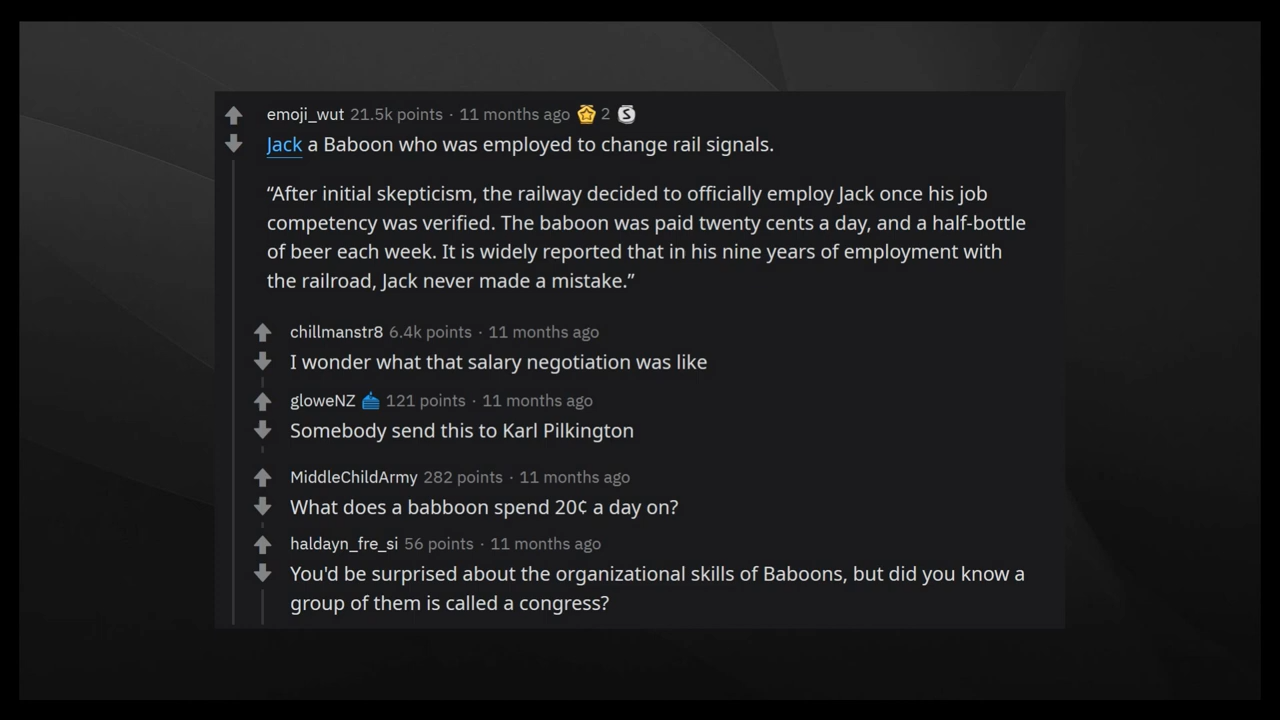 emoji_wut 21.5k points · 11 months ago 2 S
Jack a Baboon who was employed to change rail signals.
“After initial skepticism, the railway decided to officially employ Jack once his job
competency was verified. The baboon was paid twenty cents a day, and a half-bottle
of beer each week. It is widely reported that in his nine years of employment with
the railroad, Jack never made a mistake.”
chillmanstr8 6.4k points · 11 months ago
I wonder what that salary negotiation was like
gloweNZ 121 points · 11 months ago
Somebody send this to Karl Pilkington
MiddleChildArmy 282 points · 11 months ago
What does a babboon spend 20¢ a day on?
haldayn_fre_si 56 points · 11 months ago
You'd be surprised about the organizational skills of Baboons, but did you know a
group of them is called a congress?